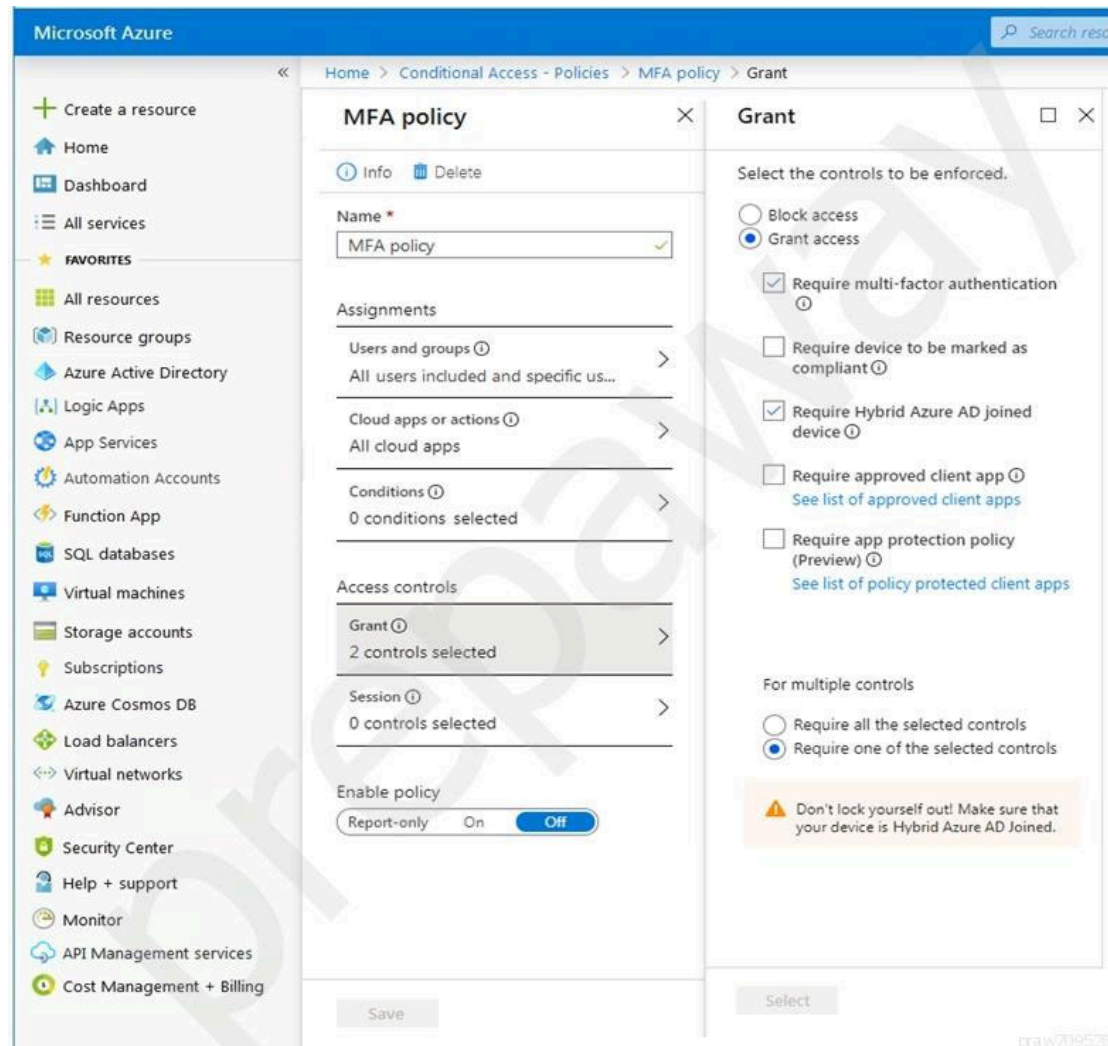 Microsoft Azure
Search reso
«
Home > Conditional Access - Policies > MFA policy > Grant
Create a resource
Home
Dashboard
All services
FAVORITES
All resources
Resource groups
Azure Active Directory
Logic Apps
App Services
Automation Accounts
Function App
SQL databases
Virtual machines
Storage accounts
Subscriptions
Azure Cosmos DB
Load balancers
Virtual networks
Advisor
Security Center
Help + support
Monitor
API Management services
Cost Management + Billing
MFA policy
Info Delete
Name *
MFA policy
Assignments
Users and groups
All users included and specific us...
Cloud apps or actions
All cloud apps
Conditions
0 conditions selected
Access controls
Grant
2 controls selected
Session
0 controls selected
Enable policy
Report-only On Off
Save
Grant
Select the controls to be enforced.
Block access
Grant access
Require multi-factor authentication
Require device to be marked as
compliant
Require Hybrid Azure AD joined
device
Require approved client app
See list of approved client apps
Require app protection policy
(Preview)
See list of policy protected client apps
For multiple controls
Require all the selected controls
Require one of the selected controls
Don't lock yourself out! Make sure that
your device is Hybrid Azure AD Joined.
Select
prepaway